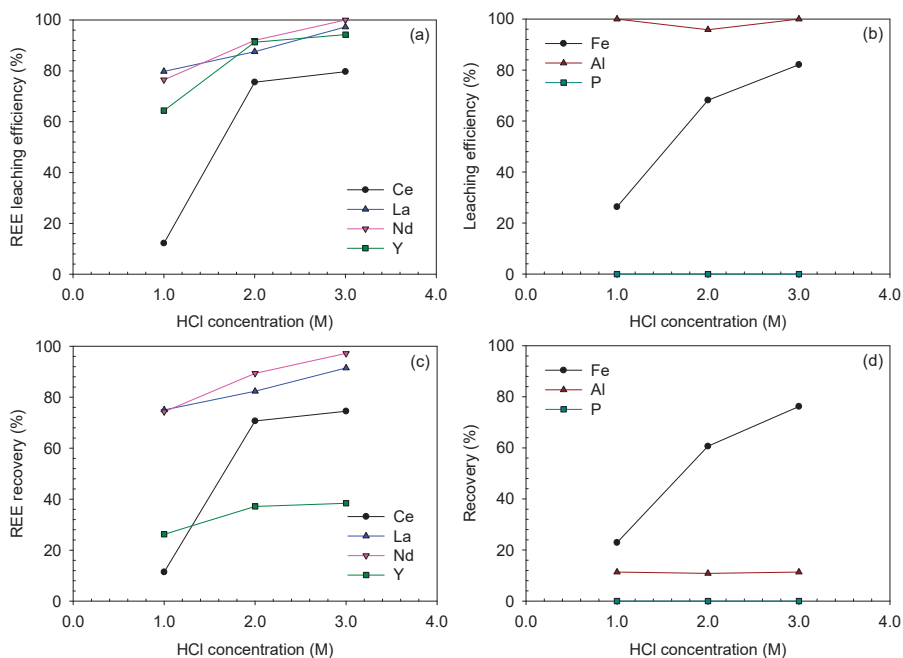 (a)
REE leaching efficiency (%)
100
80
60
40
20
0
Ce
La
Nd
Y
0.0 1.0 2.0 3.0 4.0
HCl concentration (M)
(b)
Leaching efficiency (%)
100
80
60
40
20
0
Fe
Al
P
0.0 1.0 2.0 3.0 4.0
HCl concentration (M)
(c)
REE recovery (%)
100
80
60
40
20
0
Ce
La
Nd
Y
0.0 1.0 2.0 3.0 4.0
HCl concentration (M)
(d)
Recovery (%)
100
80
60
40
20
0
Fe
Al
P
0.0 1.0 2.0 3.0 4.0
HCl concentration (M)